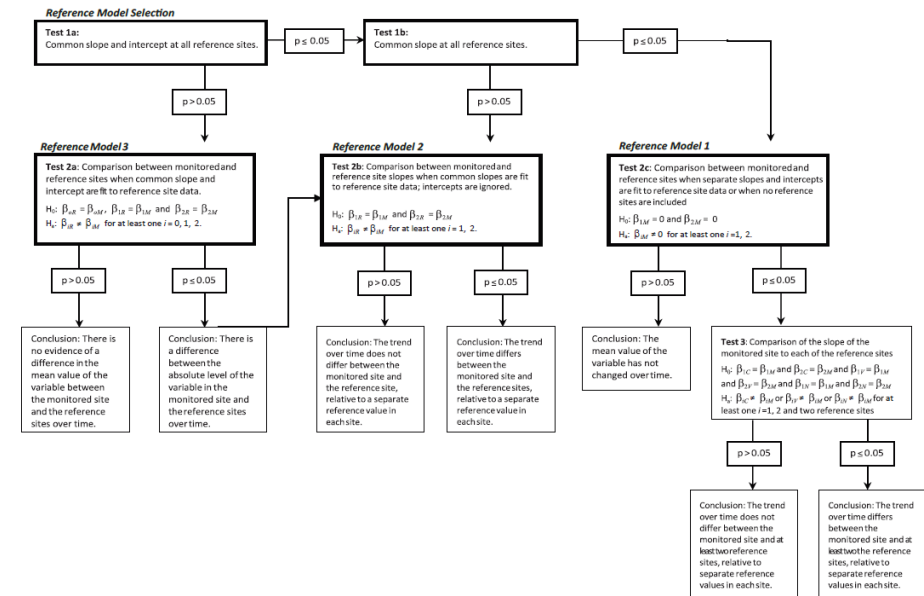 Reference Model Selection
Test 1a:
Common slope and intercept at all reference sites.
p ≤ 0.05
Test 1b:
Common slope at all reference sites.
p ≤ 0.05
p > 0.05
p > 0.05
Reference Model 3
Test 2a: Comparison between monitored and
reference sites when common slope and
intercept are fit to reference site data.
H₀: β₀R = β₀M, β₁R = β₁M and β₂R = β₂M
Hₐ: βiR ≠ βiM for at least one i = 0, 1, 2.
Reference Model 2
Test 2b: Comparison between monitored and
reference site slopes when common slopes are fit
to reference site data; intercepts are ignored.
H₀: β₁R = β₁M and β₂R = β₂M
Hₐ: βiR ≠ βiM for at least one i = 1, 2.
Reference Model 1
Test 2c: Comparison between monitored and
reference sites when separate slopes and intercepts
are fit to reference site data or when no reference
sites are included
H₀: β₁M = 0 and β₂M = 0
Hₐ: βiM ≠ 0 for at least one i =1, 2.
p > 0.05
p ≤ 0.05
p > 0.05
p ≤ 0.05
p > 0.05
p ≤ 0.05
Conclusion: There is
no evidence of a
difference in the
mean value of the
variable between
the monitored site
and the reference
sites over time.
Conclusion: There is
a difference
between the
absolute level of the
variable in the
monitored site and
the reference sites
over time.
Conclusion: The trend
over time does not
differ between the
monitored site and
the reference site,
relative to a separate
reference value in
each site.
Conclusion: The trend
over time differs
between the
monitored site and
the reference sites,
relative to a separate
reference value in
each site.
Conclusion: The
mean value of the
variable has not
changed over time.
Test 3: Comparison of the slope of the
monitored site to each of the reference sites
H₀: β₁C = β₁M and β₂C = β₂M and β₁F = β₁M
and β₂F = β₂M and β₁N = β₁M and β₂N = β₂M
Hₐ: βiC ≠ βiM or βiF ≠ βiM or βiN ≠ βiM for at
least one i =1, 2 and two reference sites
p > 0.05
p ≤ 0.05
Conclusion: The trend
over time does not
differ between the
monitored site and at
least two reference
sites, relative to
separate reference
values in each site.
Conclusion: The trend
over time differs
between the
monitored site and at
least two the reference
sites, relative to
separate reference
values in each site.